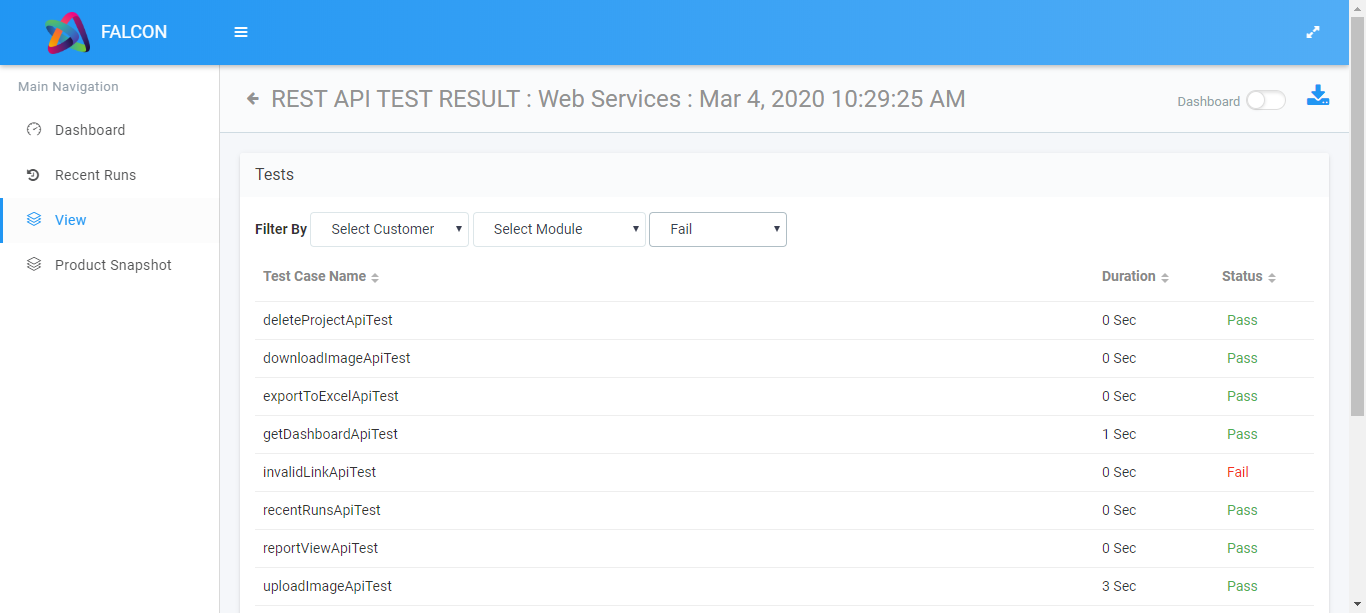 FALCON
Main Navigation
Dashboard
Recent Runs
View
Product Snapshot
REST API TEST RESULT : Web Services : Mar 4, 2020 10:29:25 AM
Dashboard
Tests
Filter By Select Customer Select Module Fail
Test Case Name Duration Status
deleteProjectApiTest 0 Sec Pass
downloadImageApiTest 0 Sec Pass
exportToExcelApiTest 0 Sec Pass
getDashboardApiTest 1 Sec Pass
invalidLinkApiTest 0 Sec Fail
recentRunsApiTest 0 Sec Pass
reportViewApiTest 0 Sec Pass
uploadImageApiTest 3 Sec Pass